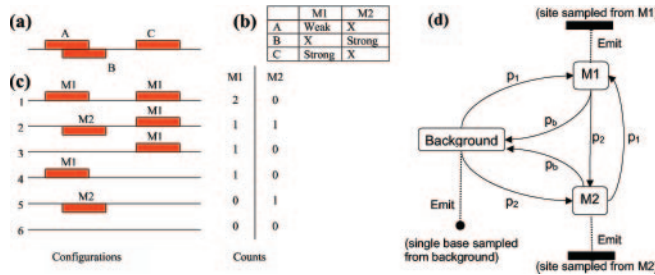 (a)
A C
B
(b)
M1 M2
A Weak X
B X Strong
C Strong X
(c)
M1 M2
1 M1 M1 2 0
2 M2 M1 1 1
3 M1 1 0
4 M1 1 0
5 M2 0 1
6 0 0
Configurations Counts
(d)
(site sampled from M1)
Emit
M1
p1
pb
p2
p1
Background
pb
p2
M2
Emit
Emit
(single base sampled
from background)
(site sampled from M2)